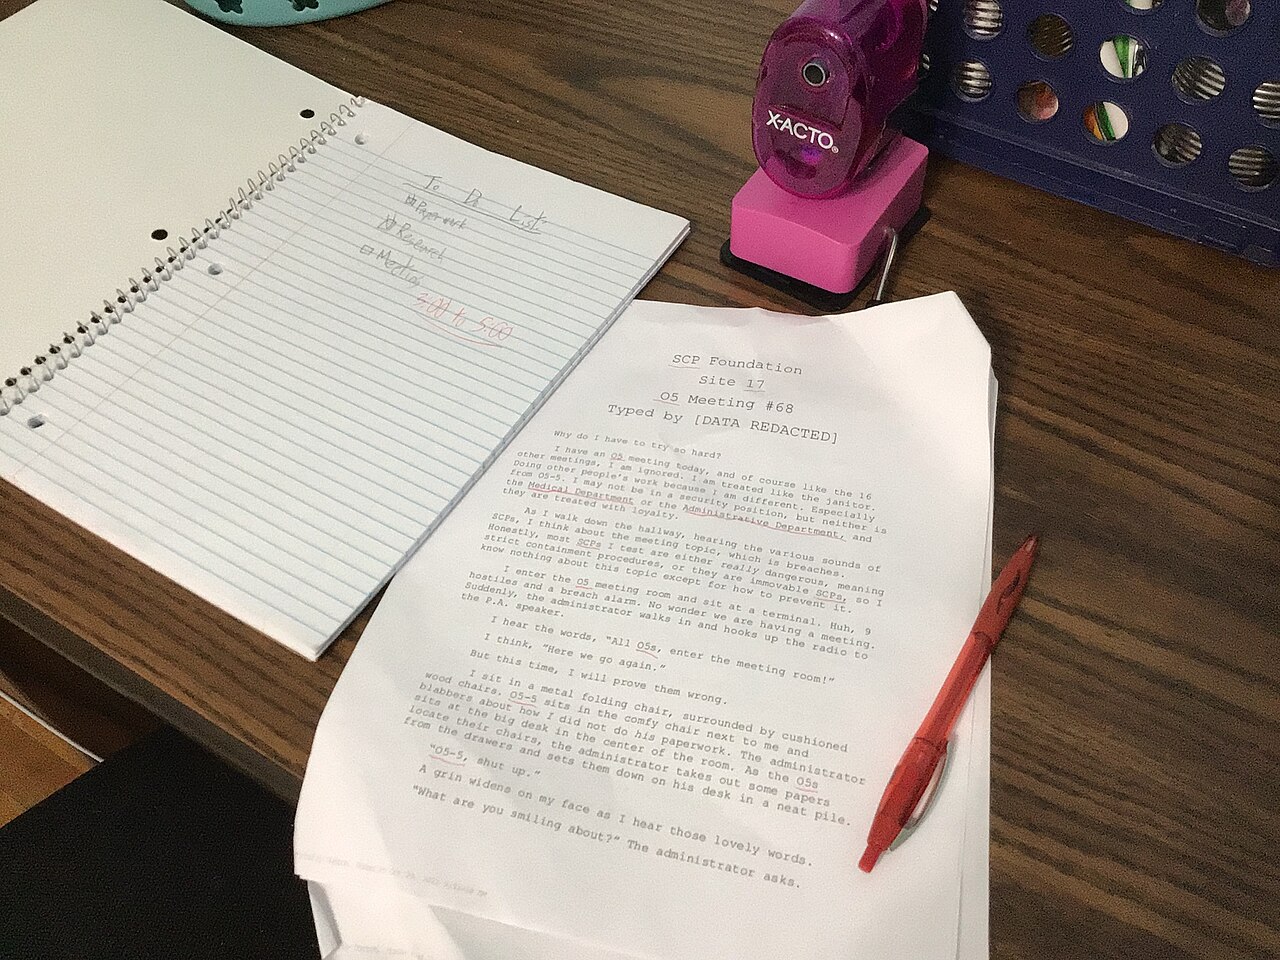 To Do List
Paperwork
Research
Meeting
3:00 to 5:00
X-ACTO®
SCP Foundation
Site 17
O5 Meeting #68
Typed by [DATA REDACTED]
Why do I have to try so hard?
I have an O5 meeting today, and of course like the 16
other meetings, I am ignored. I am treated like the janitor.
Doing other people's work because I am different. Especially
from O5-5. I may not be in a security position, but neither is
the Medical Department or the Administrative Department, and
they are treated with loyalty.
As I walk down the hallway, hearing the various sounds of
SCPs, I think about the meeting topic, which is breaches.
Honestly, most SCPs I test are either really dangerous, meaning
strict containment procedures, or they are immovable SCPs, so I
know nothing about this topic except for how to prevent it.
I enter the O5 meeting room and sit at a terminal. Huh, 9
hostiles and a breach alarm. No wonder we are having a meeting.
Suddenly, the administrator walks in and hooks up the radio to
the P.A. speaker.
I hear the words, "All O5s, enter the meeting room!"
I think, "Here we go again."
But this time, I will prove them wrong.
I sit in a metal folding chair, surrounded by cushioned
wood chairs. O5-5 sits in the comfy chair next to me and
blabbers about how I did not do his paperwork. The administrator
sits at the big desk in the center of the room. As the O5s
locate their chairs, the administrator takes out some papers
from the drawers and sets them down on his desk in a neat pile.
"O5-5, shut up."
A grin widens on my face as I hear those lovely words.
"What are you smiling about?" The administrator asks.